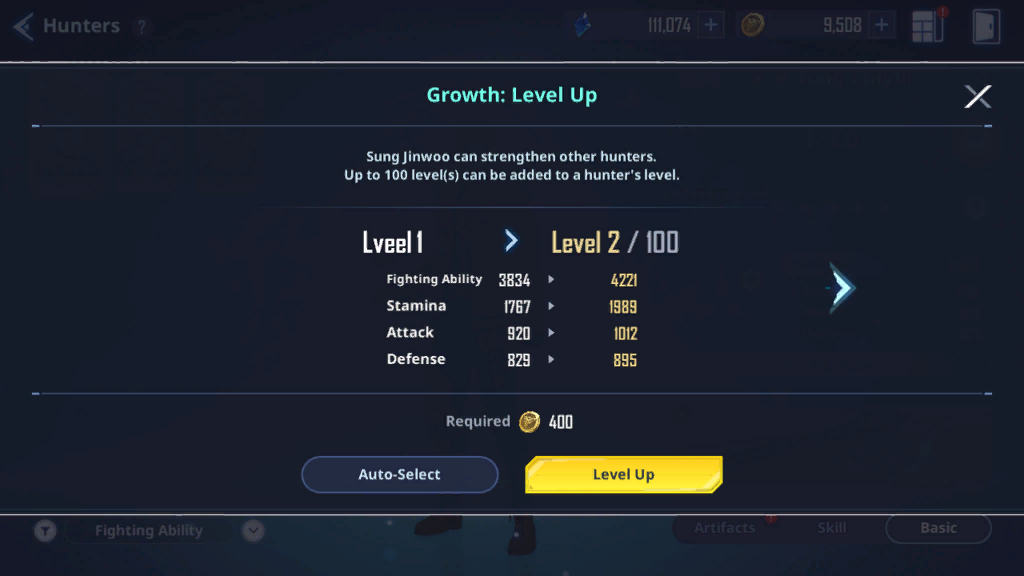 Hunters ?
111,074 +
9,508 +
Growth: Level Up
Sung Jinwoo can strengthen other hunters.
Up to 100 level(s) can be added to a hunter's level.
Lveel 1 Level 2 / 100
Fighting Ability 3834 4221
Stamina 1767 1989
Attack 920 1012
Defense 829 895
Required 400
Auto-Select Level Up
Fighting Ability Artifacts Skill Basic